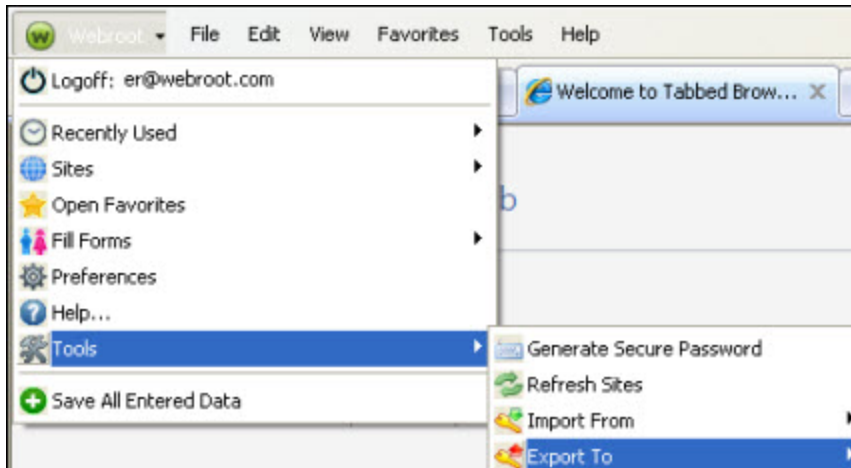 Webroot File Edit View Favorites Tools Help
Logoff: er@webroot.com
Welcome to Tabbed Brow...
Recently Used
Sites
Open Favorites
b
Fill Forms
Preferences
Help...
Tools
Generate Secure Password
Refresh Sites
Save All Entered Data
Import From
Export To